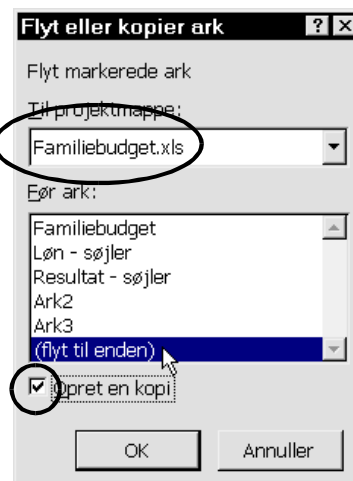 Flyt eller kopier ark
Flyt markerede ark
Til projektmappe:
Familiebudget.xls
Før ark:
Familiebudget
Løn - søjler
Resultat - søjler
Ark2
Ark3
(flyt til enden)
Opret en kopi
OK Annuller